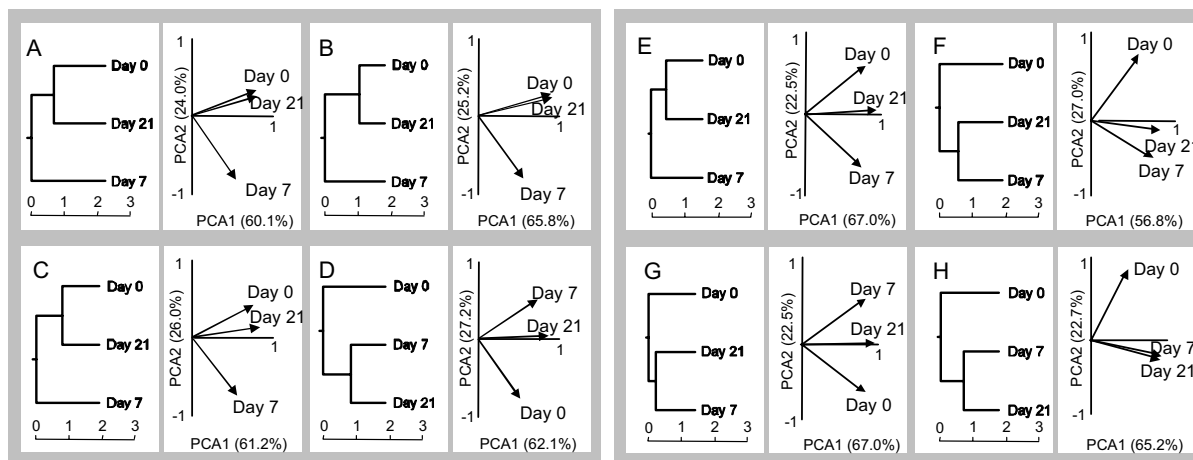 A
Day 0
Day 21
Day 7
0 1 2 3
1
PCA2 (24.0%)
-1
Day 0
Day 21
1
Day 7
PCA1 (60.1%)
B
Day 0
Day 21
Day 7
0 1 2 3
1
PCA2 (25.2%)
-1
Day 0
Day 21
1
Day 7
PCA1 (65.8%)
E
Day 0
Day 21
Day 7
0 1 2 3
1
PCA2 (22.5%)
-1
Day 0
Day 21
1
Day 7
PCA1 (67.0%)
F
Day 0
Day 21
Day 7
0 1 2 3
1
PCA2 (27.0%)
-1
Day 0
1
Day 21
Day 7
PCA1 (56.8%)
C
Day 0
Day 21
Day 7
0 1 2 3
1
PCA2 (26.0%)
-1
Day 0
Day 21
1
Day 7
PCA1 (61.2%)
D
Day 0
Day 7
Day 21
0 1 2 3
1
PCA2 (27.2%)
-1
Day 7
Day 21
1
Day 0
PCA1 (62.1%)
G
Day 0
Day 21
Day 7
0 1 2 3
1
PCA2 (22.5%)
-1
Day 7
Day 21
1
Day 0
PCA1 (67.0%)
H
Day 0
Day 7
Day 21
0 1 2 3
1
PCA2 (22.7%)
-1
Day 0
1
Day 7
Day 21
PCA1 (65.2%)